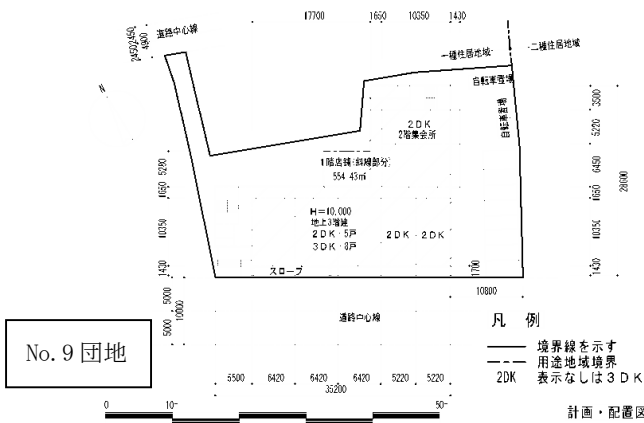 17700 1650 10350 1430
道路中心線
2450 2450
4900
一種住居地域 二種住居地域
N
自転車置場
自転車置場
2DK
2階集会所
3500
5220
6450
1650
10350
1430
28600
1階店舗(斜線部分)
554 43㎡
5280
1650
10350
1430
H=10,000
地上3階建
2DK・5戸
3DK・8戸
2DK・2DK
スロープ
1700
10800
5000
5000
10000
道路中心線
No.9団地
凡 例
境界線を示す
用途地域境界
2DK 表示なしは3DK
5500 6420 6420 6420 5220 5220
35200
0 10 50
計画・配置図